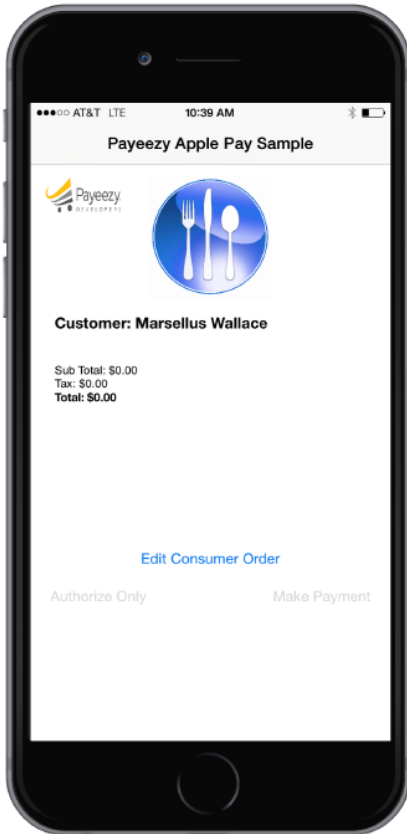 ●●●○○ AT&T LTE 10:39 AM
Payeezy Apple Pay Sample
Payeezy
DEVELOPERS
Customer: Marsellus Wallace
Sub Total: $0.00
Tax: $0.00
Total: $0.00
Edit Consumer Order
Authorize Only Make Payment